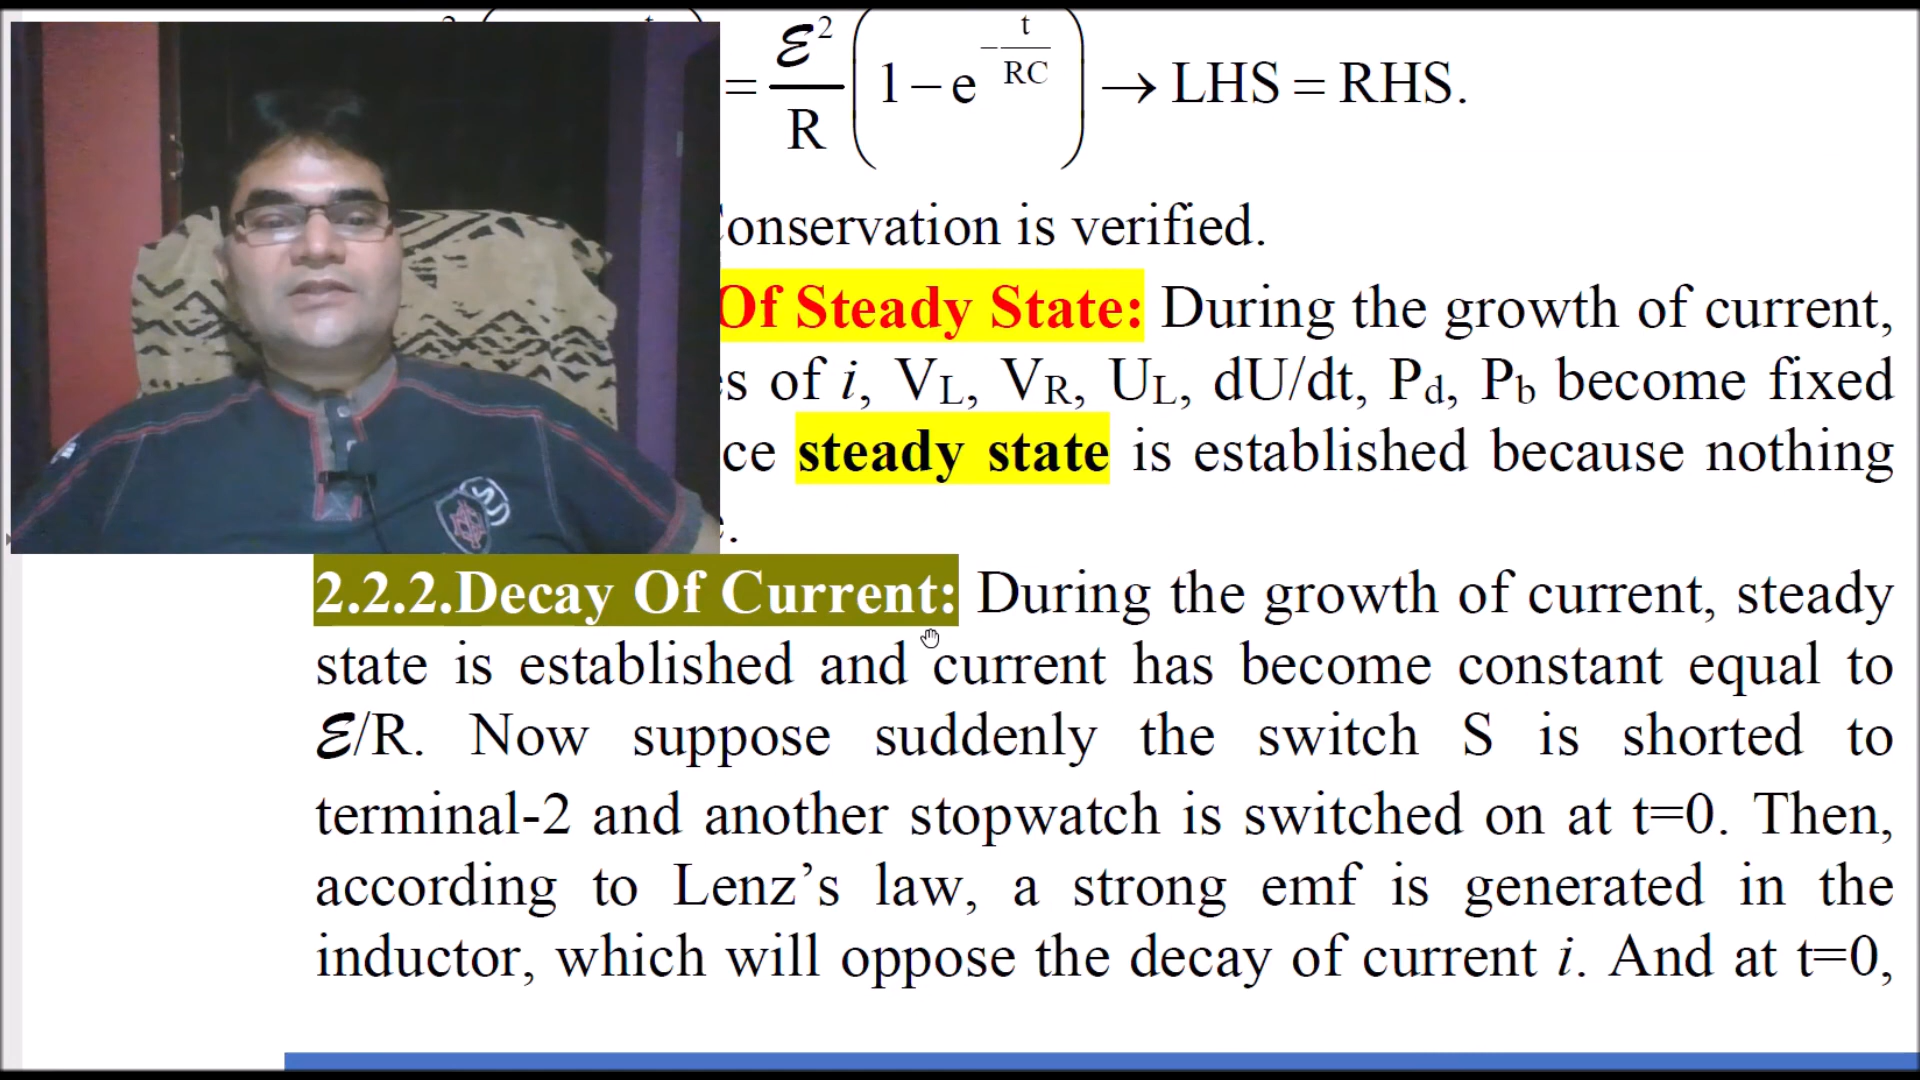 = ℰ²/R (1 − e^(−t/RC)) → LHS = RHS.
onservation is verified.
Of Steady State: During the growth of current,
of i, VL, VR, UL, dU/dt, Pd, Pb become fixed
steady state is established because nothing
2.2.2.Decay Of Current: During the growth of current, steady
state is established and current has become constant equal to
ℰ/R. Now suppose suddenly the switch S is shorted to
terminal-2 and another stopwatch is switched on at t=0. Then,
according to Lenz’s law, a strong emf is generated in the
inductor, which will oppose the decay of current i. And at t=0,